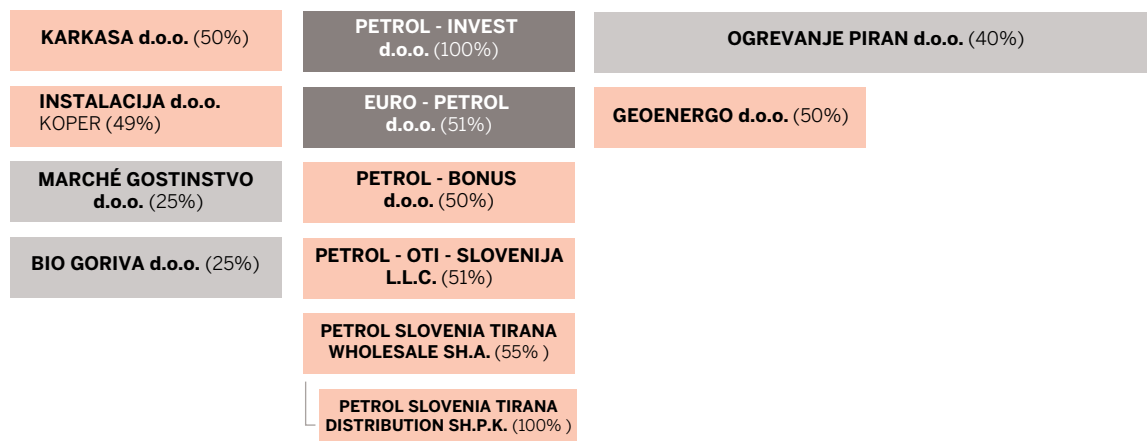 KARKASA d.o.o. (50%)
INSTALACIJA d.o.o.
KOPER (49%)
MARCHÉ GOSTINSTVO
d.o.o. (25%)
BIO GORIVA d.o.o. (25%)
PETROL - INVEST
d.o.o. (100%)
EURO - PETROL
d.o.o. (51%)
PETROL - BONUS
d.o.o. (50%)
PETROL - OTI - SLOVENIJA
L.L.C. (51%)
PETROL SLOVENIA TIRANA
WHOLESALE SH.A. (55% )
PETROL SLOVENIA TIRANA
DISTRIBUTION SH.P.K. (100% )
OGREVANJE PIRAN d.o.o. (40%)
GEOENERGO d.o.o. (50%)